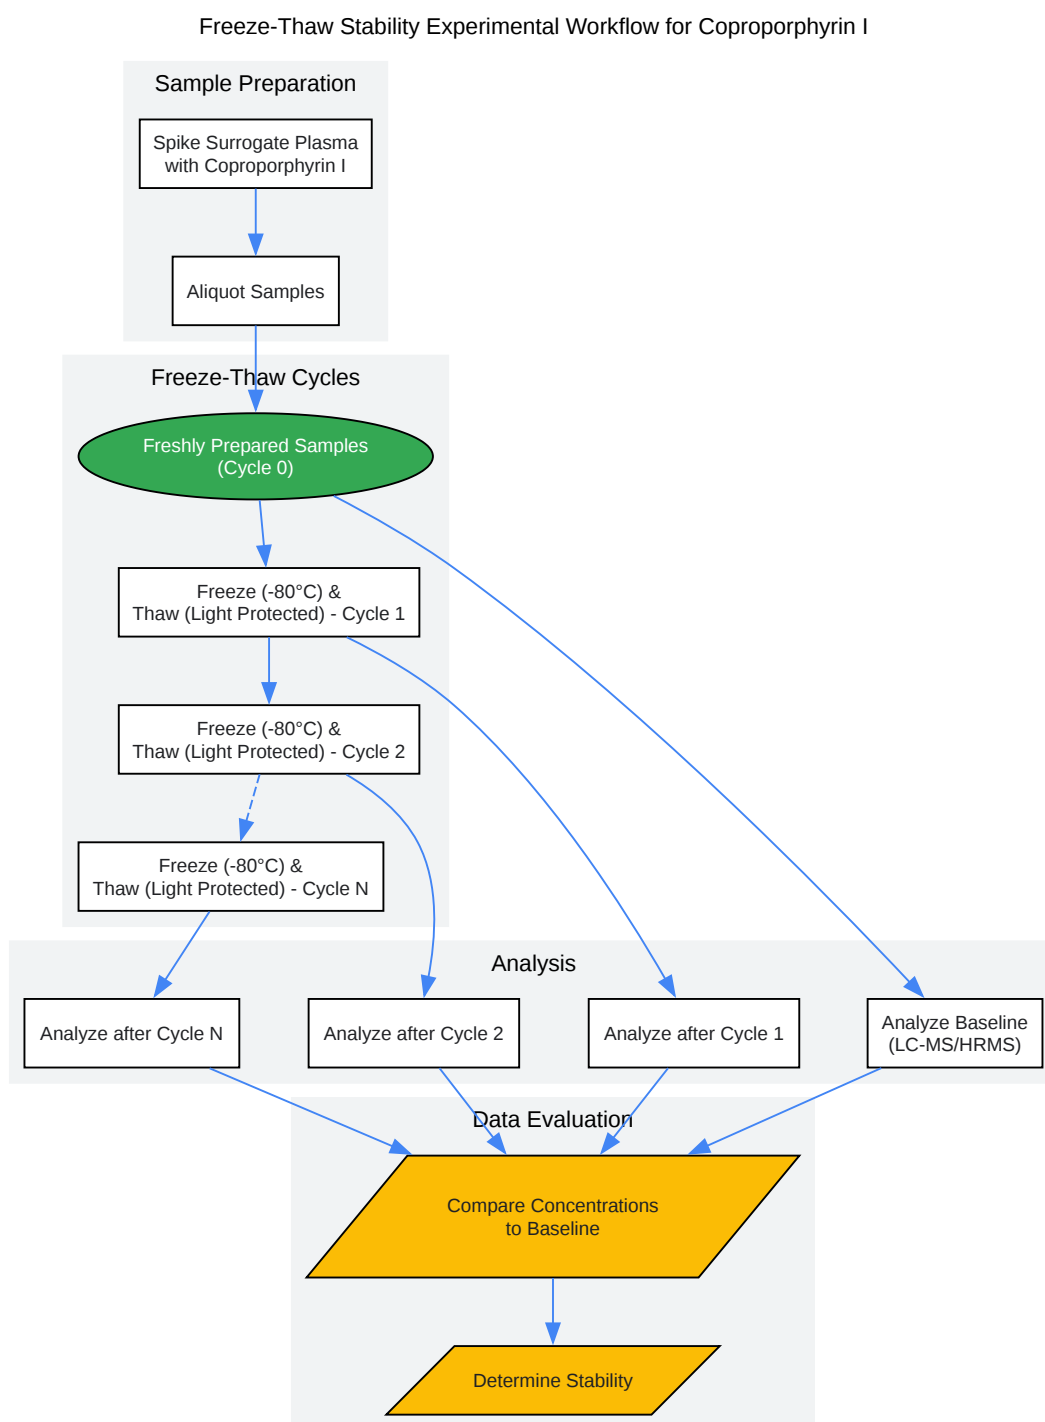 Freeze-Thaw Stability Experimental Workflow for Coproporphyrin I
Sample Preparation
Spike Surrogate Plasma
with Coproporphyrin I
Aliquot Samples
Freeze-Thaw Cycles
Freshly Prepared Samples
(Cycle 0)
Freeze (-80°C) &
Thaw (Light Protected) - Cycle 1
Freeze (-80°C) &
Thaw (Light Protected) - Cycle 2
Freeze (-80°C) &
Thaw (Light Protected) - Cycle N
Analysis
Analyze after Cycle N
Analyze after Cycle 2
Analyze after Cycle 1
Analyze Baseline
(LC-MS/HRMS)
Data Evaluation
Compare Concentrations
to Baseline
Determine Stability